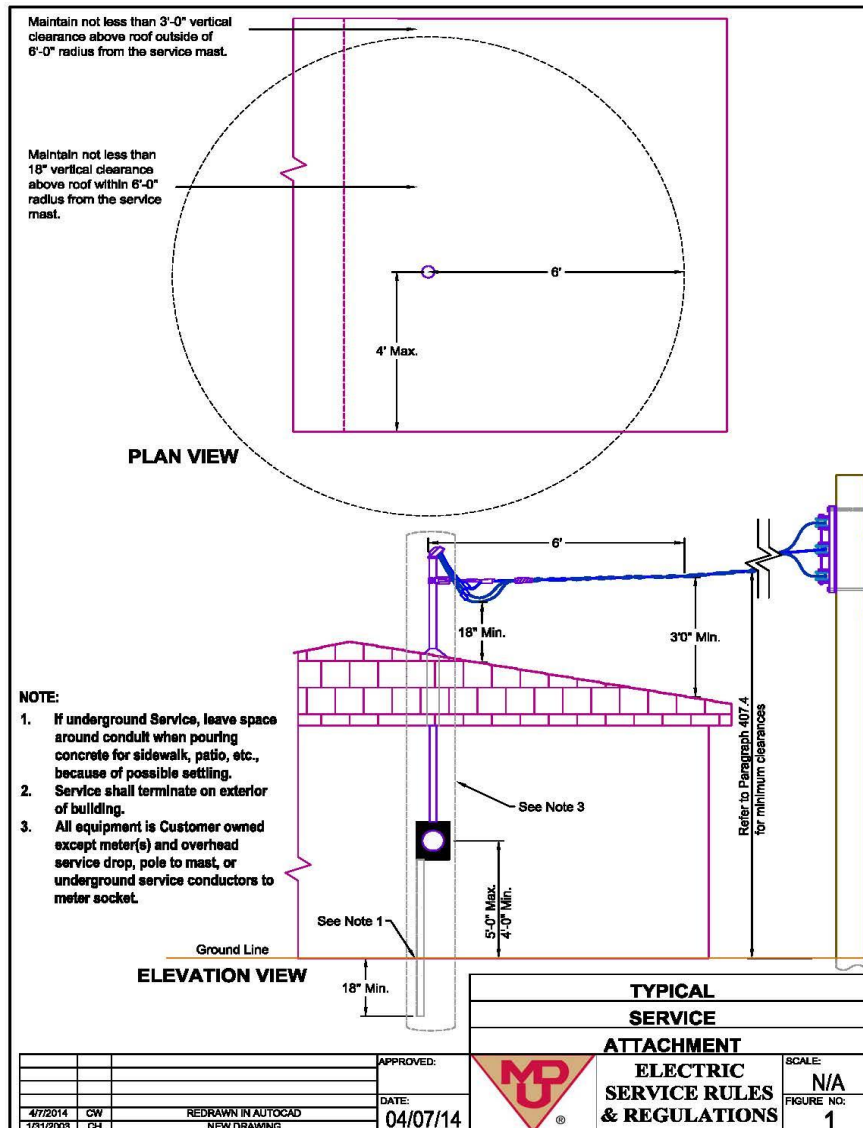 Maintain not less than 3'-0" vertical
clearance above roof outside of
6'-0" radius from the service mast.
Maintain not less than
18" vertical clearance
above roof within 6'-0"
radius from the service
mast.
6'
4' Max.
PLAN VIEW
6'
18" Min.
3'0" Min.
Refer to Paragraph 407.4
for minimum clearances
NOTE:
1. If underground Service, leave space
around conduit when pouring
concrete for sidewalk, patio, etc.,
because of possible settling.
2. Service shall terminate on exterior
of building.
3. All equipment is Customer owned
except meter(s) and overhead
service drop, pole to mast, or
underground service conductors to
meter socket.
See Note 3
5'-0" Max.
4'-0" Min.
See Note 1
Ground Line
ELEVATION VIEW
18" Min.
TYPICAL
SERVICE
ATTACHMENT
APPROVED:
DATE:
04/07/14
4/7/2014 CW REDRAWN IN AUTOCAD
1/31/2003 CH NEW DRAWING
MDU
®
ELECTRIC
SERVICE RULES
& REGULATIONS
SCALE:
N/A
FIGURE NO:
1